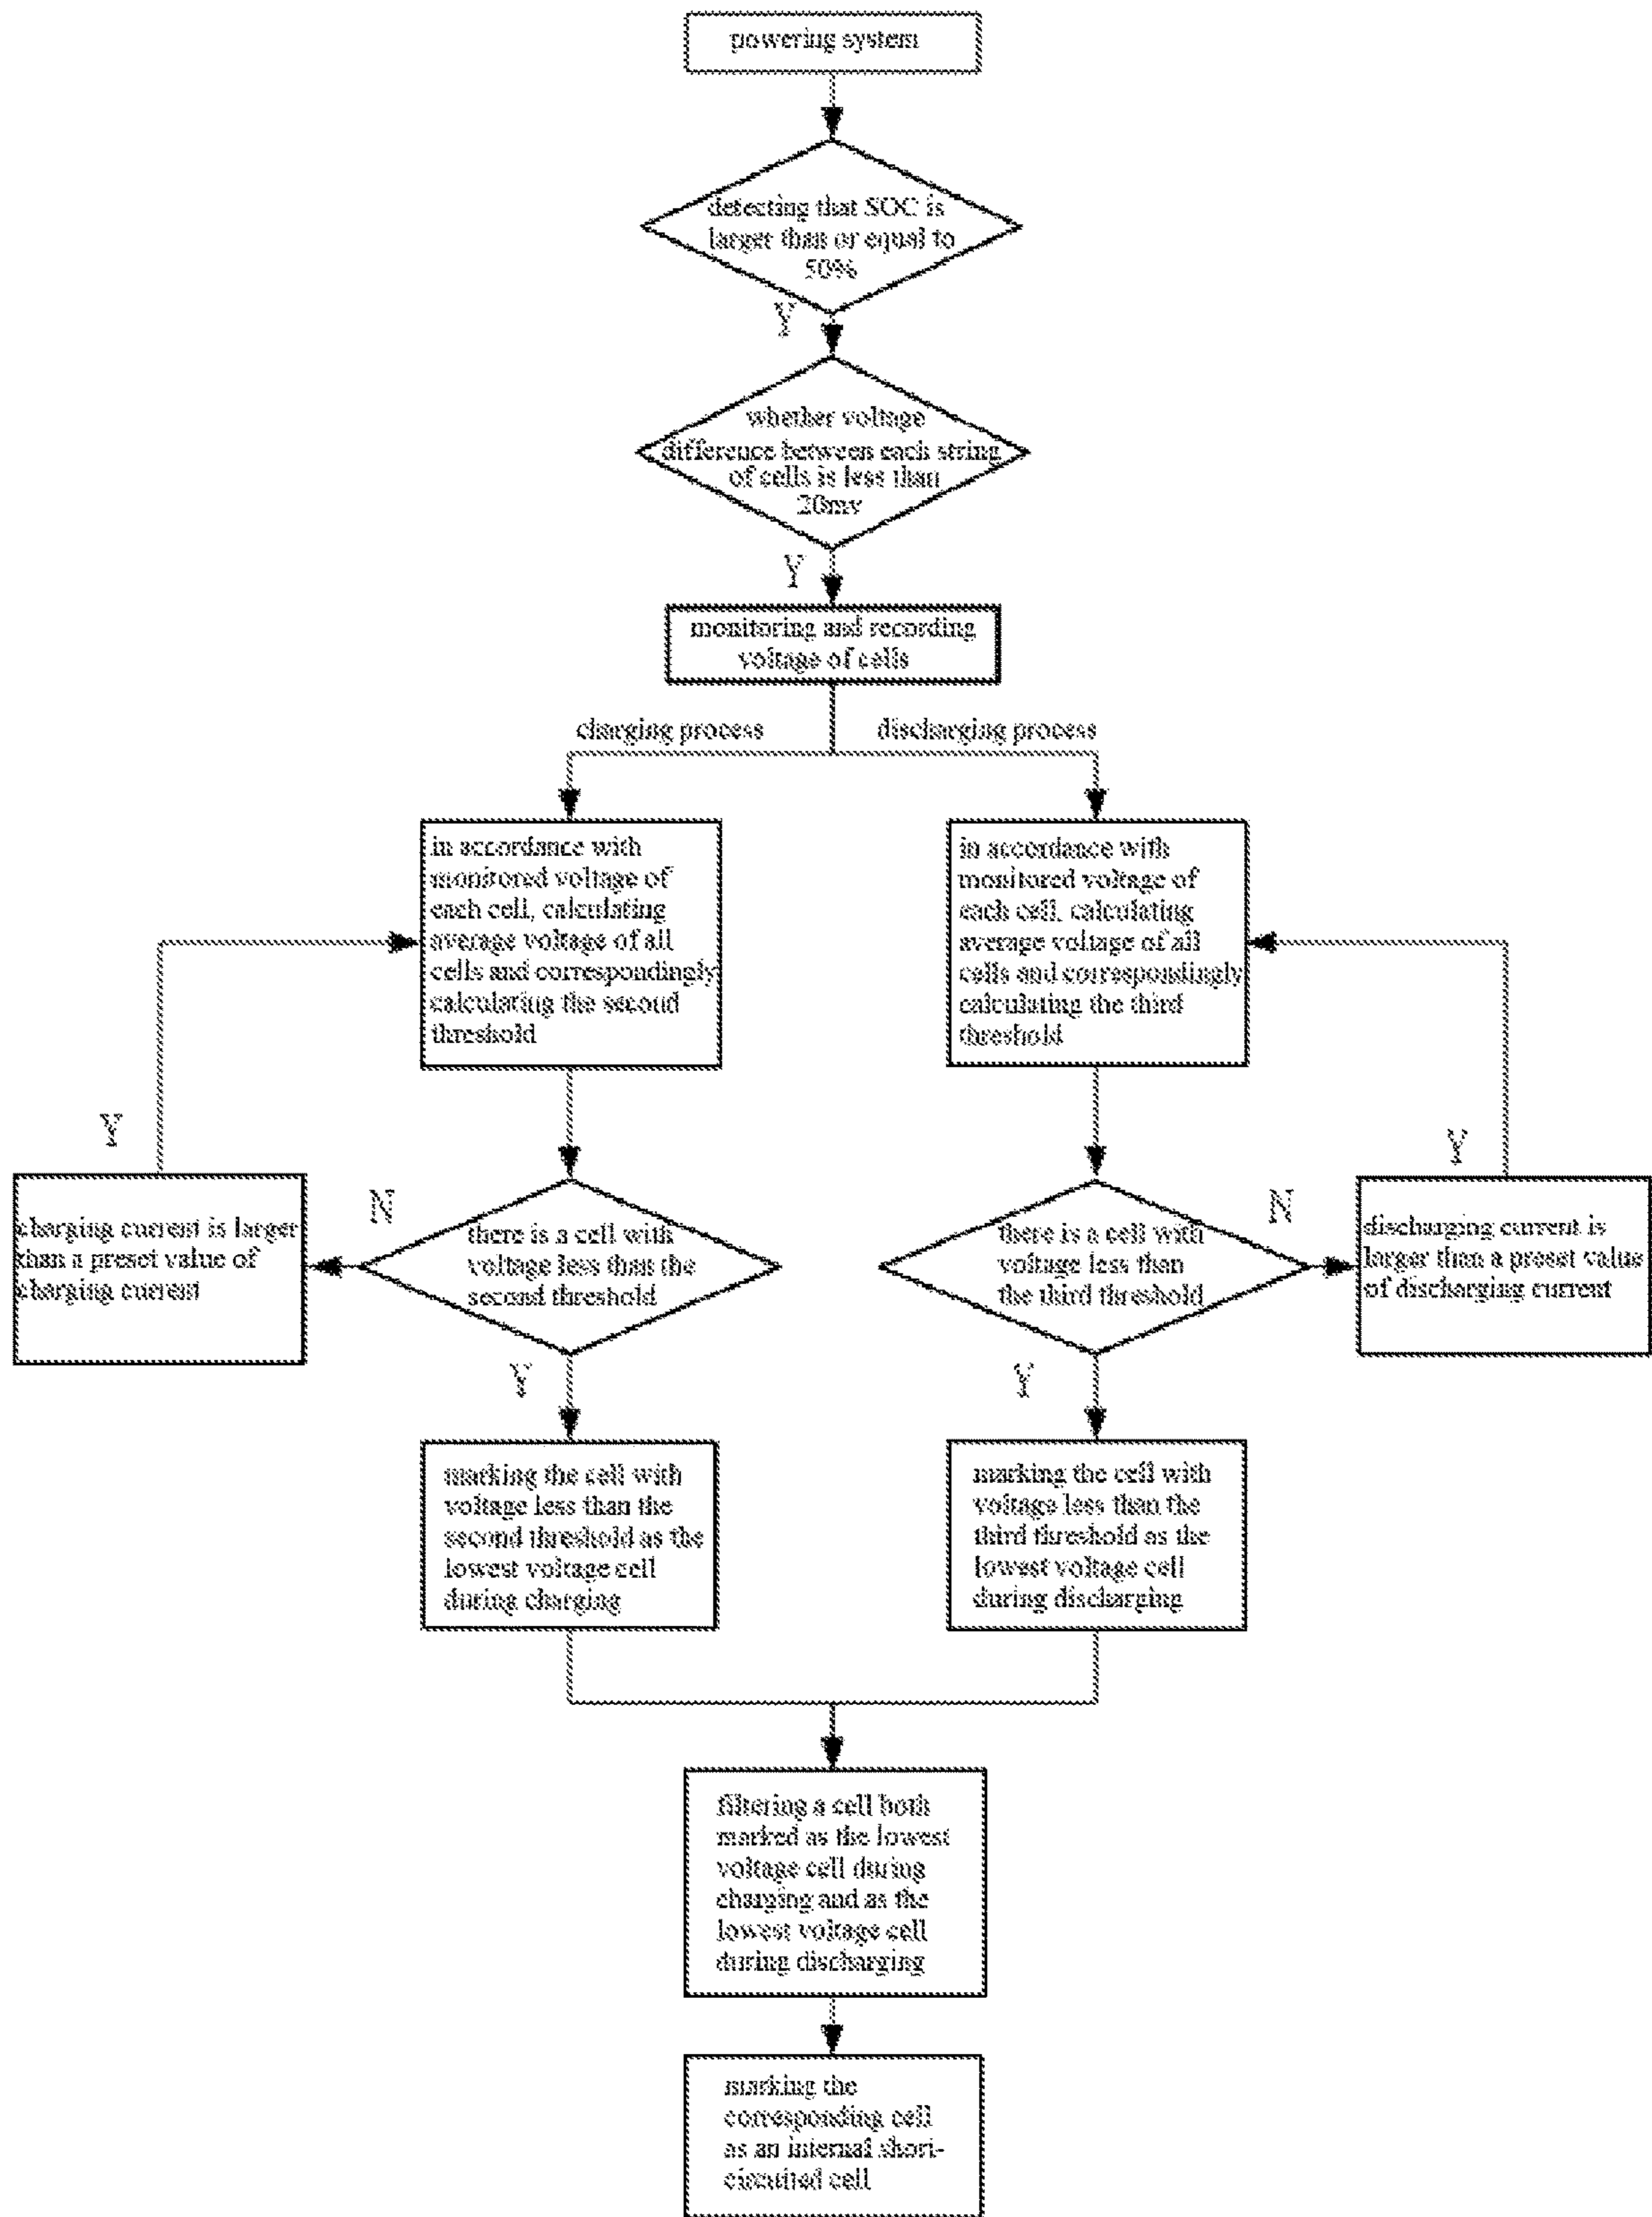 powering system
detecting that SOC is
larger than or equal to
50%
Y
whether voltage
difference between each string
of cells is less than
20mv
Y
monitoring and recording
voltage of cells
charging process
discharging process
in accordance with
monitored voltage of
each cell, calculating
average voltage of all
cells and correspondingly
calculating the second
threshold
in accordance with
monitored voltage of
each cell, calculating
average voltage of all
cells and correspondingly
calculating the third
threshold
Y
charging current is larger
than a preset value of
charging current
N
there is a cell with
voltage less than the
second threshold
Y
there is a cell with
voltage less than
the third threshold
N
Y
discharging current is
larger than a preset value
of discharging current
Y
marking the cell with
voltage less than the
second threshold as the
lowest voltage cell
during charging
marking the cell with
voltage less than the
third threshold as the
lowest voltage cell
during discharging
filtering a cell both
marked as the lowest
voltage cell during
charging and as the
lowest voltage cell
during discharging
marking the
corresponding cell
as an internal short-
circuited cell